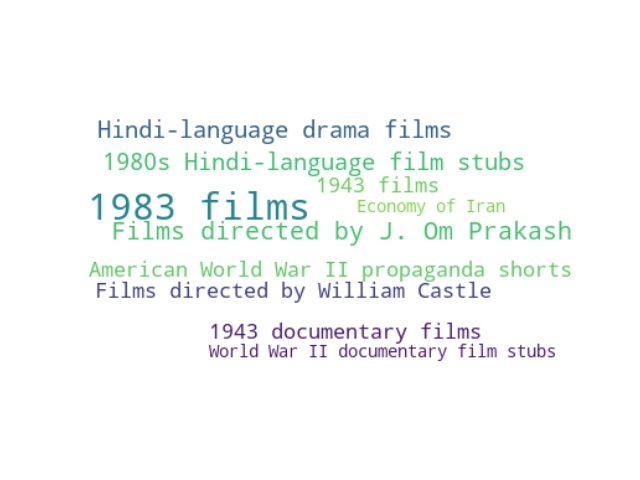 Hindi-language drama films
1980s Hindi-language film stubs
1943 films
1983 films
Economy of Iran
Films directed by J. Om Prakash
American World War II propaganda shorts
Films directed by William Castle
1943 documentary films
World War II documentary film stubs